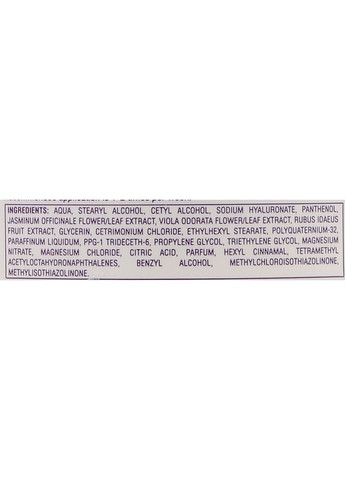 INGREDIENTS: AQUA, STEARYL ALCOHOL, CETYL ALCOHOL, SODIUM HYALURONATE, PANTHENOL,
JASMINUM OFFICINALE FLOWER/LEAF EXTRACT, VIOLA ODORATA FLOWER/LEAF EXTRACT, RUBUS IDAEUS
FRUIT EXTRACT, GLYCERIN, CETRIMONIUM CHLORIDE, ETHYLHEXYL STEARATE, POLYQUATERNIUM-32,
PARAFFINUM LIQUIDUM, PPG-1 TRIDECETH-6, PROPYLENE GLYCOL, TRIETHYLENE GLYCOL, MAGNESIUM
NITRATE, MAGNESIUM CHLORIDE, CITRIC ACID, PARFUM, HEXYL CINNAMAL, TETRAMETHYL
ACETYLOCTAHYDRONAPHTHALENES, BENZYL ALCOHOL, METHYLCHLOROISOTHIAZOLINONE,
METHYLISOTHIAZOLINONE.